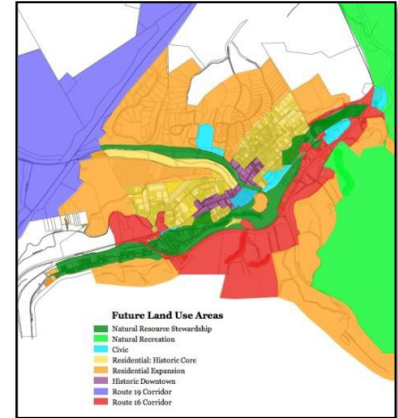 Future Land Use Areas
Natural Resource Stewardship
Natural Recreation
Civic
Residential: Historic Core
Residential Expansion
Historic Downtown
Route 19 Corridor
Route 16 Corridor